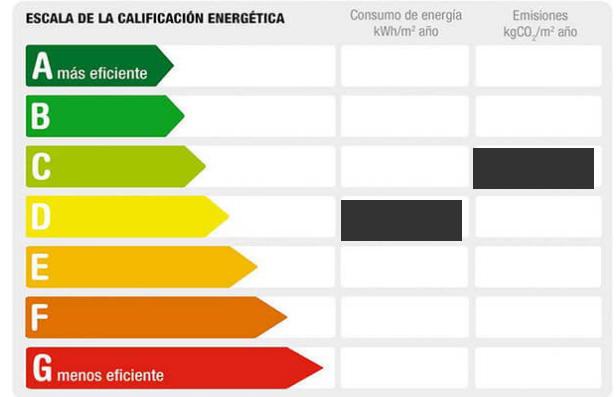 ESCALA DE LA CALIFICACIÓN ENERGÉTICA
Consumo de energía
kWh/m² año
Emisiones
kgCO₂/m² año
A más eficiente
B
C
D
E
F
G menos eficiente